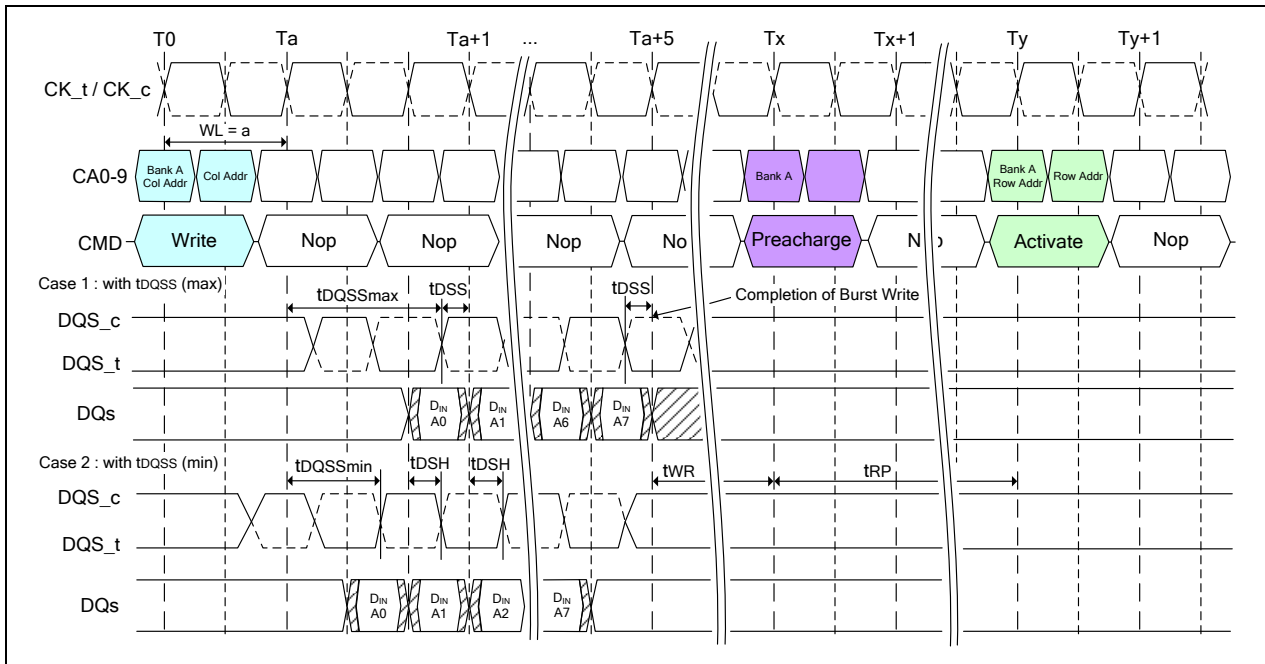 T0 Ta Ta+1 ... Ta+5 Tx Tx+1 Ty Ty+1
CK_t / CK_c
WL = a
CA0-9
Bank A
Col Addr
Col Addr
Bank A
Bank A
Row Addr
Row Addr
CMD
Write Nop Nop Nop No Preacharge N p Activate Nop
Case 1 : with tDQSS (max)
tDQSSmax tDSS tDSS Completion of Burst Write
DQS_c
DQS_t
DQs
DIN
A0
DIN
A1
DIN
A6
DIN
A7
Case 2 : with tDQSS (min)
tDQSSmin tDSH tDSH tWR tRP
DQS_c
DQS_t
DQs
DIN
A0
DIN
A1
DIN
A2
DIN
A7